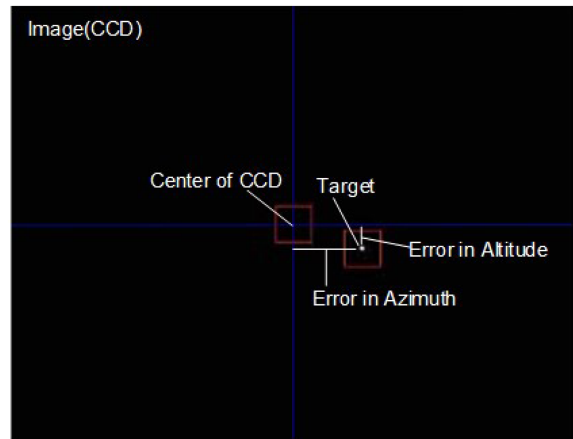 Image(CCD)
Center of CCD
Target
Error in Altitude
Error in Azimuth